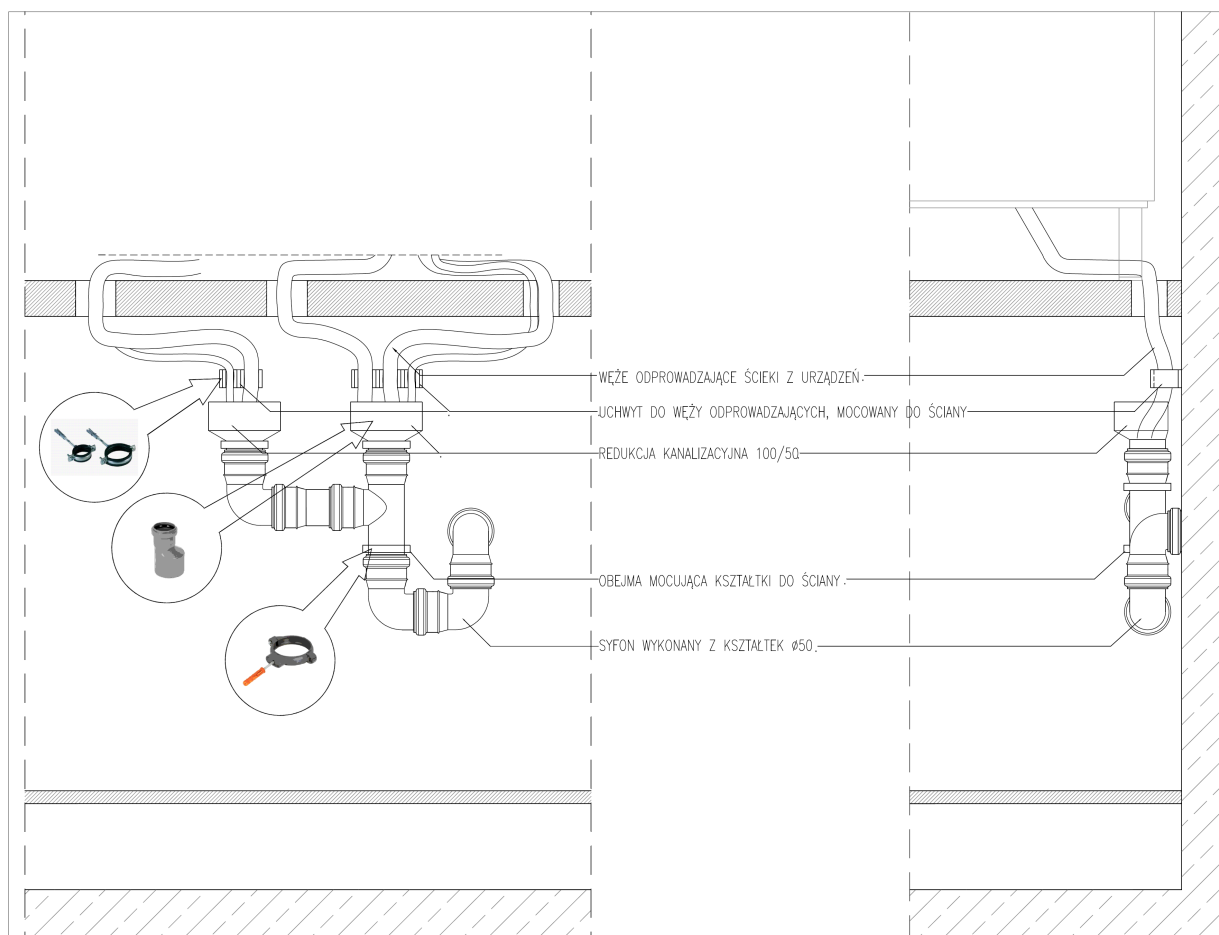 WĘŻE ODPROWADZAJĄCE ŚCIEKI Z URZĄDZEŃ.
UCHWYT DO WĘŻY ODPROWADZAJĄCYCH, MOCOWANY DO ŚCIANY
REDUKCJA KANALIZACYJNA 100/50
OBEJMA MOCUJĄCA KSZTAŁTKI DO ŚCIANY.
SYFON WYKONANY Z KSZTAŁTEK Ø50.